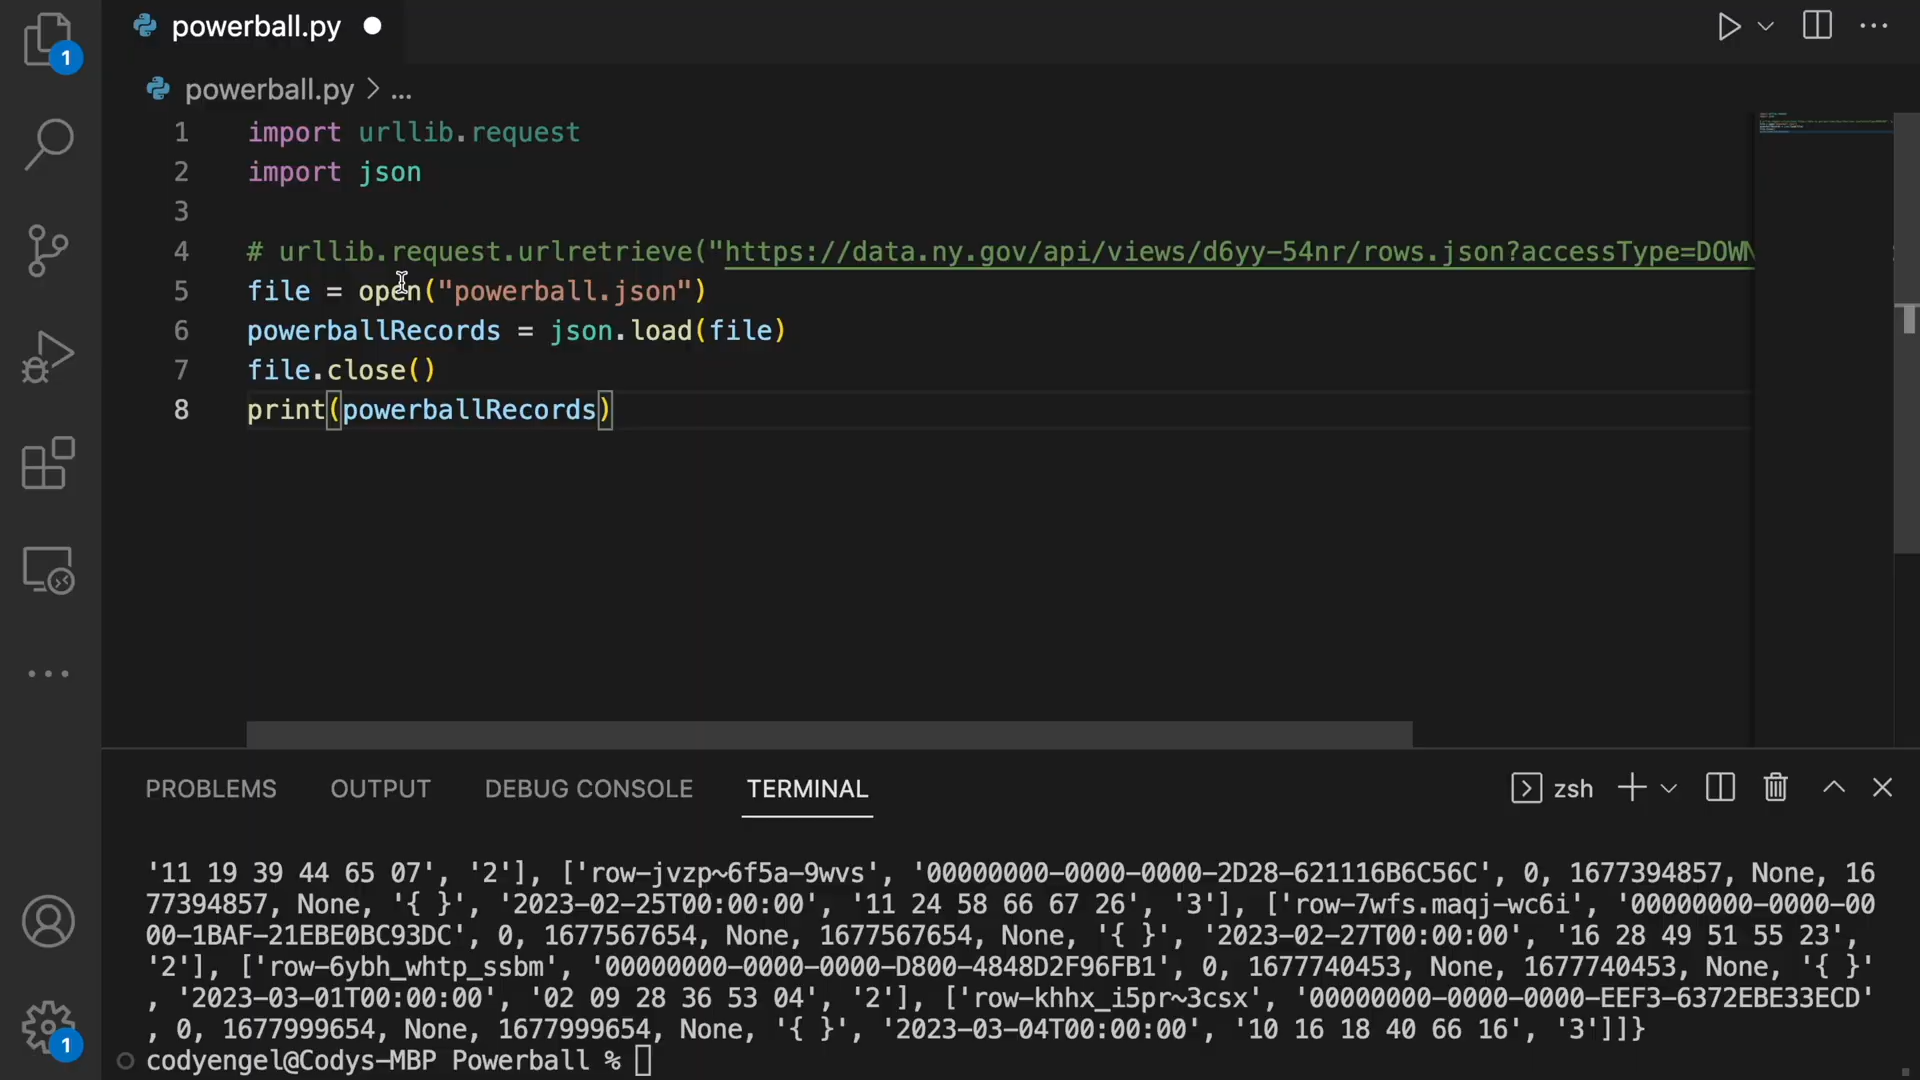 powerball.py
powerball.py > ...
1 import urllib.request
2 import json
3
4 # urllib.request.urlretrieve("https://data.ny.gov/api/views/d6yy-54nr/rows.json?accessType=DOWN
5 file = open("powerball.json")
6 powerballRecords = json.load(file)
7 file.close()
8 print(powerballRecords)
PROBLEMS OUTPUT DEBUG CONSOLE TERMINAL zsh
'11 19 39 44 65 07', '2'], ['row-jvzp~6f5a-9wvs', '00000000-0000-0000-2D28-621116B6C56C', 0, 1677394857, None, 16
77394857, None, '{ }', '2023-02-25T00:00:00', '11 24 58 66 67 26', '3'], ['row-7wfs.maqj-wc6i', '00000000-0000-00
00-1BAF-21EBE0BC93DC', 0, 1677567654, None, 1677567654, None, '{ }', '2023-02-27T00:00:00', '16 28 49 51 55 23',
'2'], ['row-6ybh_whtp_ssbm', '00000000-0000-0000-D800-4848D2F96FB1', 0, 1677740453, None, 1677740453, None, '{ }'
, '2023-03-01T00:00:00', '02 09 28 36 53 04', '2'], ['row-khhx_i5pr~3csx', '00000000-0000-0000-EEF3-6372EBE33ECD'
, 0, 1677999654, None, 1677999654, None, '{ }', '2023-03-04T00:00:00', '10 16 18 40 66 16', '3']]}
codyengel@Codys-MBP Powerball %
1
1